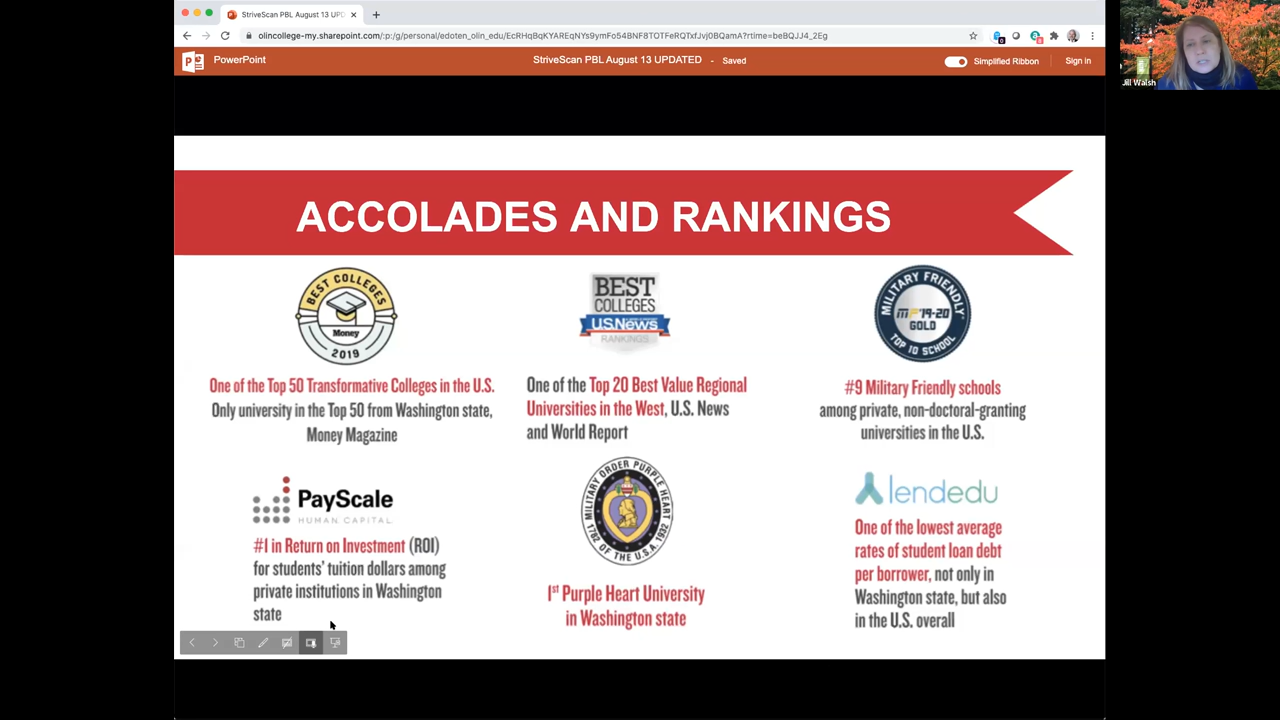 StriveScan PBL August 13 UPD
olincollege-my.sharepoint.com/:p:/g/personal/edoten_olin_edu/EcRHqBqKYAREqNYs9ymFo54BNF8TOTFeRQTxfJvj0BQamA?rtime=beBQJJ4_2Eg
PowerPoint
StriveScan PBL August 13 UPDATED - Saved
Simplified Ribbon
Sign in
Jill Walsh
ACCOLADES AND RANKINGS
BEST COLLEGES
Money
2019
One of the Top 50 Transformative Colleges in the U.S.
Only university in the Top 50 from Washington state,
Money Magazine
BEST
COLLEGES
U.S.News
RANKINGS
One of the Top 20 Best Value Regional
Universities in the West, U.S. News
and World Report
MILITARY FRIENDLY
MF '19-20
GOLD
TOP 10 SCHOOL
#9 Military Friendly schools
among private, non-doctoral-granting
universities in the U.S.
PayScale
HUMAN CAPITAL
#1 in Return on Investment (ROI)
for students' tuition dollars among
private institutions in Washington
state
MILITARY ORDER PURPLE HEART
1782 OF THE U.S.A. 1932
1st Purple Heart University
in Washington state
lendedu
One of the lowest average
rates of student loan debt
per borrower, not only in
Washington state, but also
in the U.S. overall